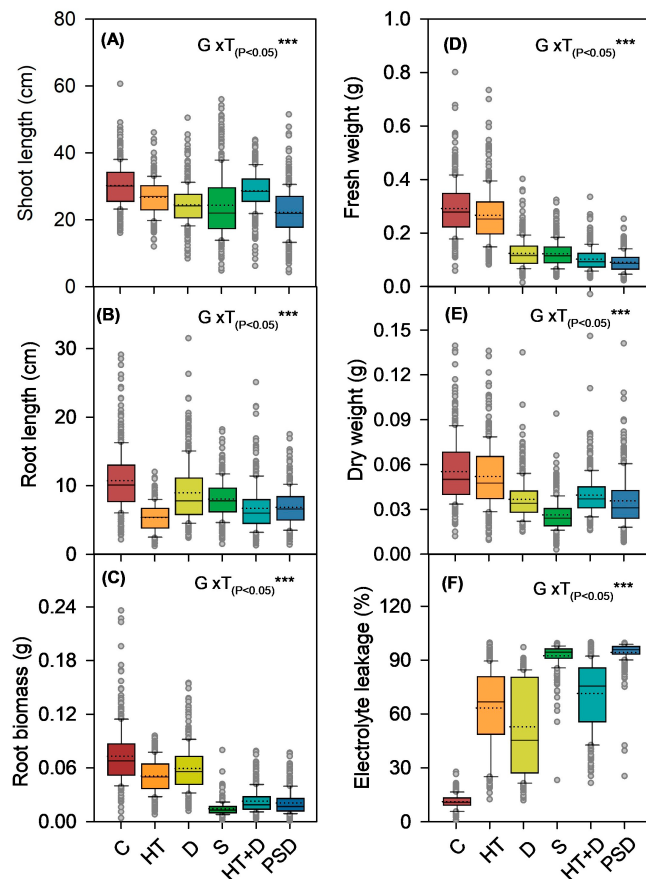 (A) G xT(P<0.05)***
Shoot length (cm)
80
60
40
20
0
(B) G xT(P<0.05)***
Root length (cm)
30
20
10
0
(C) G xT(P<0.05)***
Root biomass (g)
0.24
0.18
0.12
0.06
0.00
C HT D S HT+D PSD
(D) G xT(P<0.05)***
Fresh weight (g)
1.0
0.8
0.6
0.4
0.2
0.0
(E) G xT(P<0.05)***
Dry weight (g)
0.15
0.12
0.09
0.06
0.03
0.00
(F) G xT(P<0.05)***
Electrolyte leakage (%)
120
90
60
30
0
C HT D S HT+D PSD